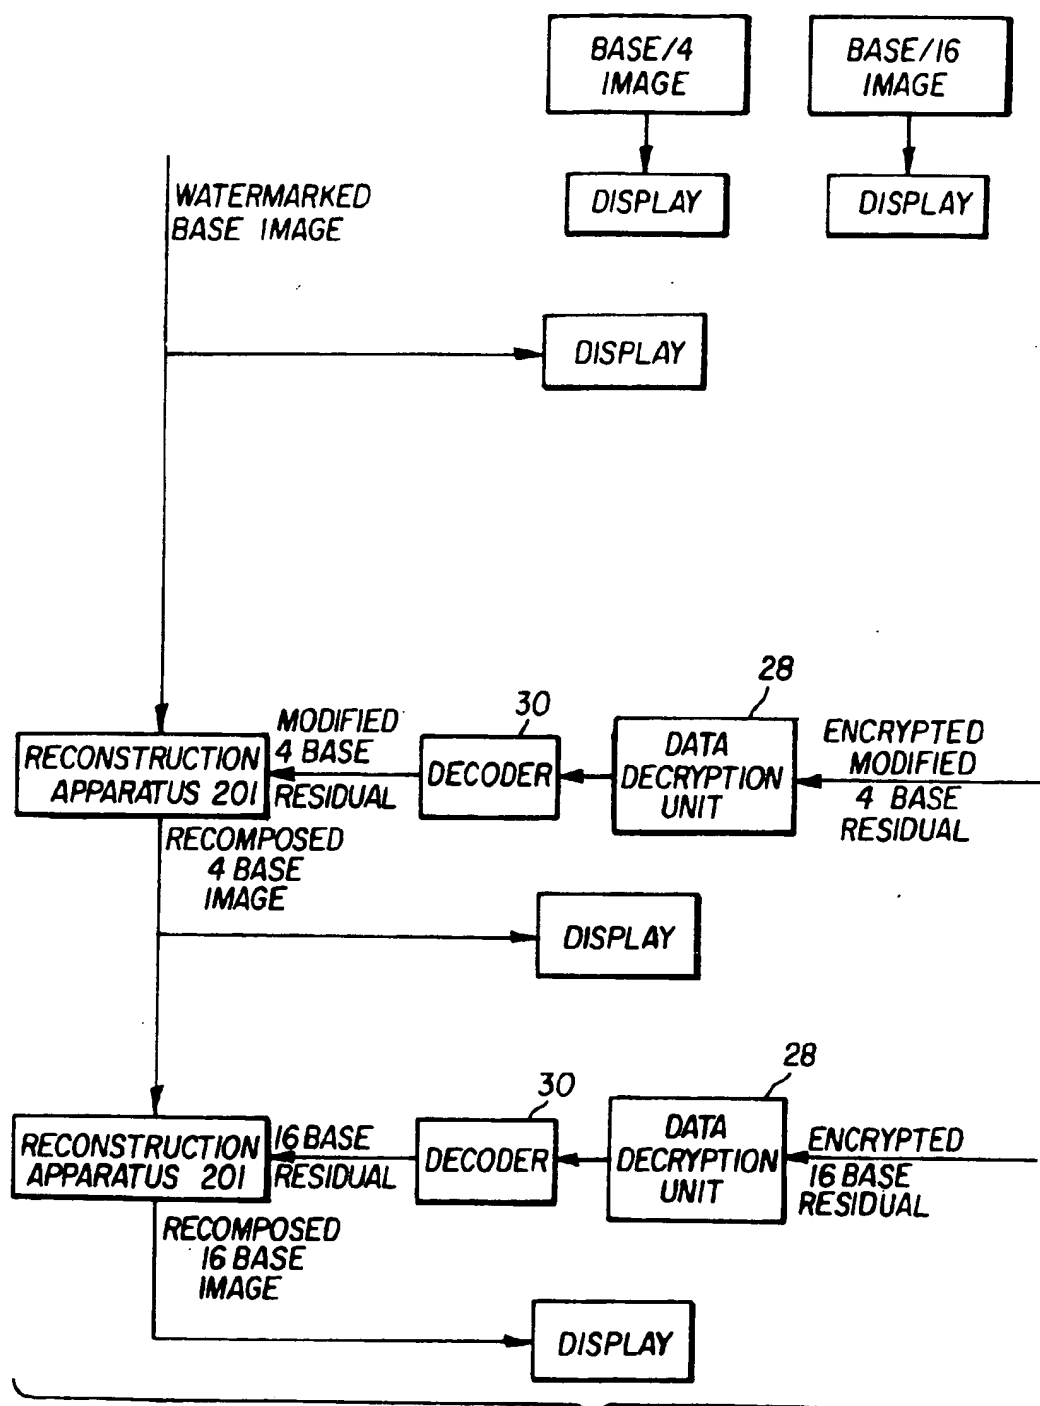 BASE/4
IMAGE
BASE/16
IMAGE
DISPLAY
DISPLAY
WATERMARKED
BASE IMAGE
DISPLAY
28
30
MODIFIED
4 BASE
RESIDUAL
ENCRYPTED
MODIFIED
4 BASE
RESIDUAL
RECONSTRUCTION
APPARATUS 201
DECODER
DATA
DECRYPTION
UNIT
RECOMPOSED
4 BASE
IMAGE
DISPLAY
28
30
RECONSTRUCTION
APPARATUS 201
16 BASE
RESIDUAL
DECODER
DATA
DECRYPTION
UNIT
ENCRYPTED
16 BASE
RESIDUAL
RECOMPOSED
16 BASE
IMAGE
DISPLAY